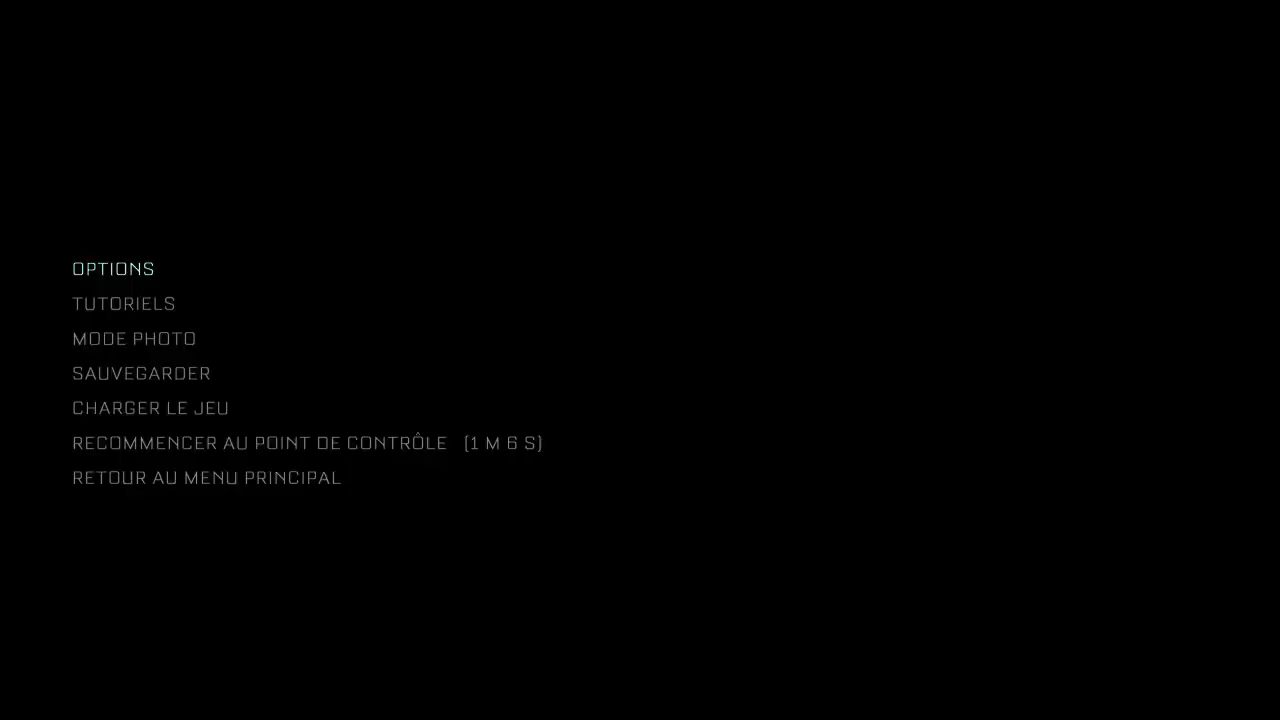 OPTIONS
TUTORIELS
MODE PHOTO
SAUVEGARDER
CHARGER LE JEU
RECOMMENCER AU POINT DE CONTRÔLE (1 M 6 S)
RETOUR AU MENU PRINCIPAL